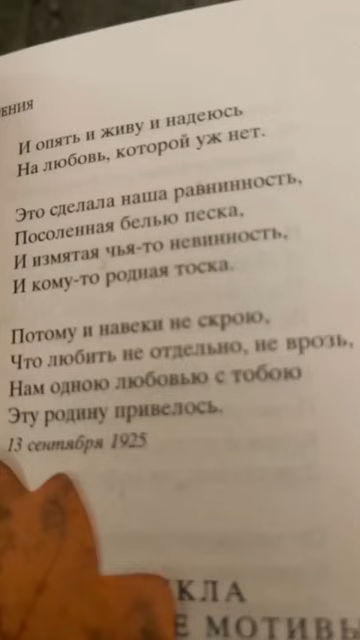 ЕНИЯ
И опять и живу и надеюсь
На любовь, которой уж нет.
Это сделала наша равнинность,
Посоленная белью песка,
И измятая чья-то невинность,
И кому-то родная тоска.
Потому и навеки не скрою,
Что любить не отдельно, не врозь,
Нам одною любовью с тобою
Эту родину привелось.
13 сентября 1925
КЛА
Е МОТИВЫ